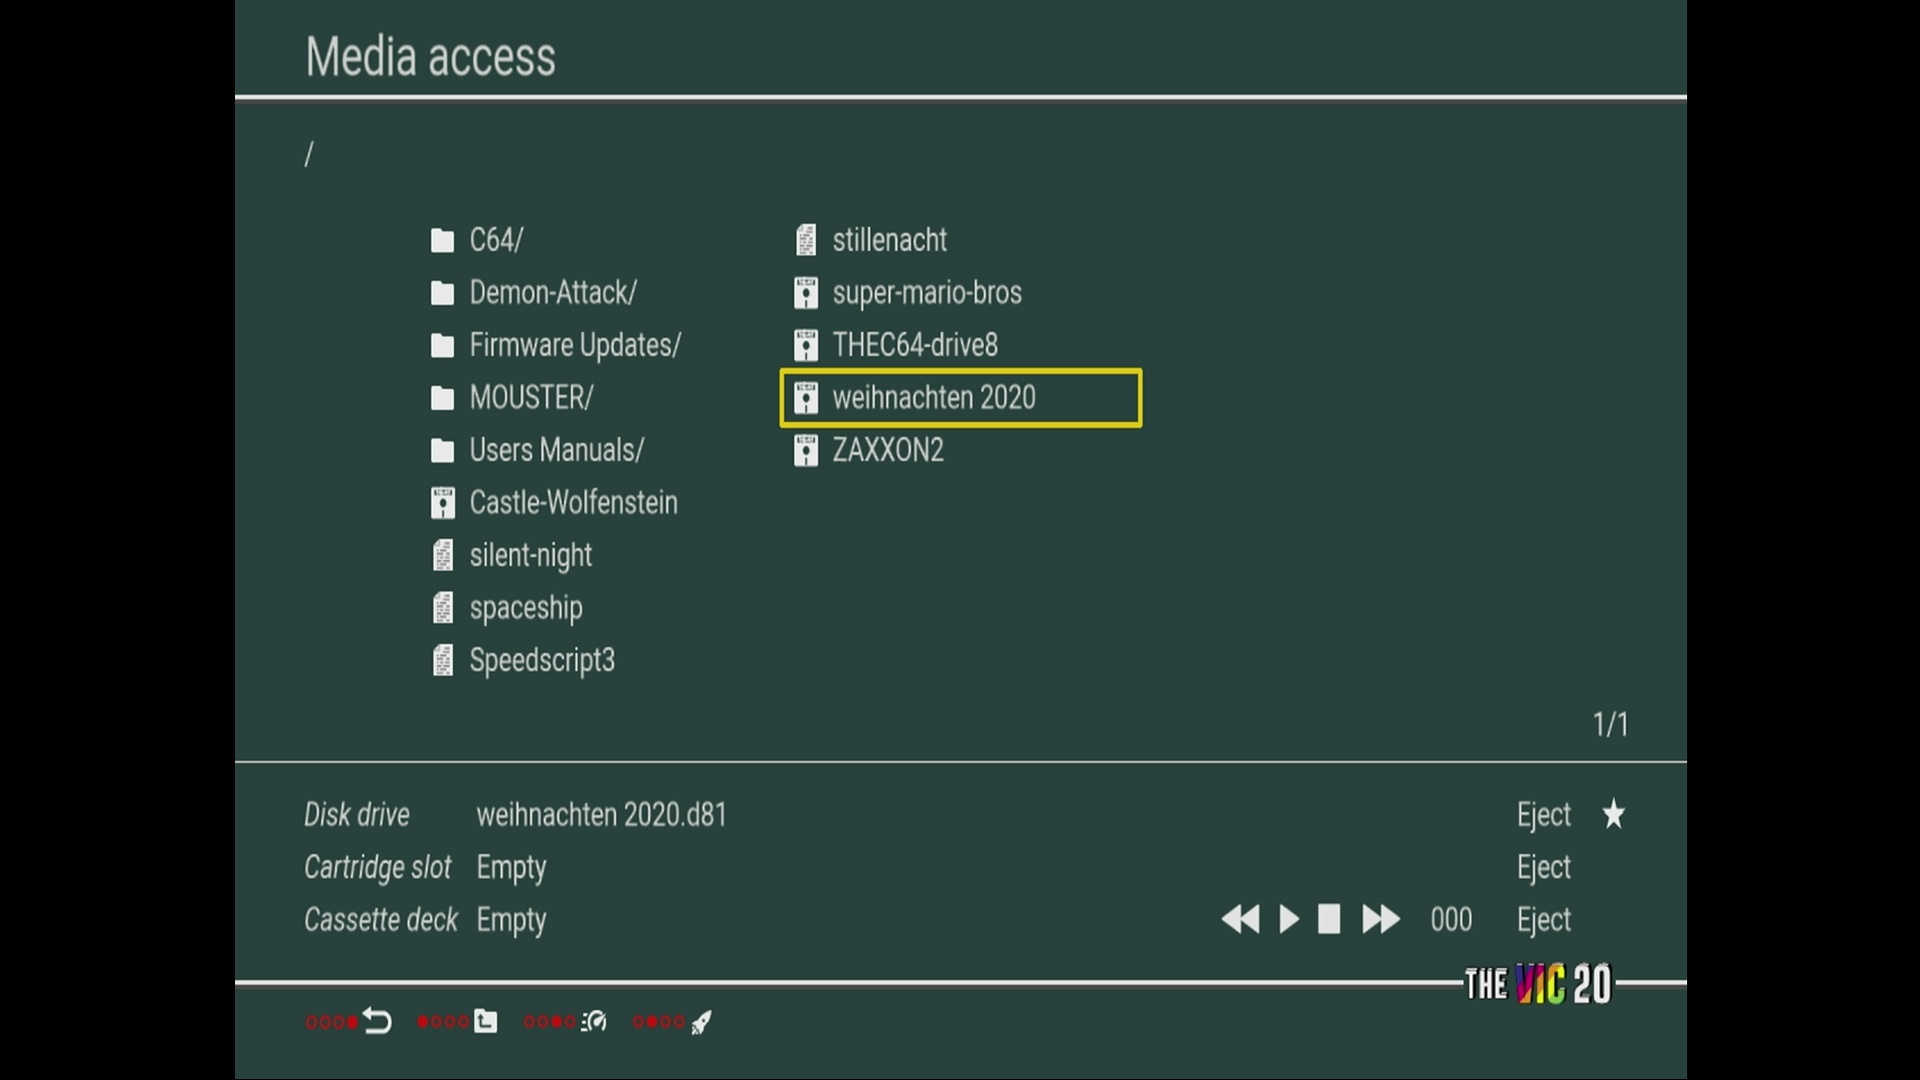 Media access
/
C64/
Demon-Attack/
Firmware Updates/
MOUSTER/
Users Manuals/
Castle-Wolfenstein
silent-night
spaceship
Speedscript3
stillenacht
super-mario-bros
THEC64-drive8
weihnachten 2020
ZAXXON2
1/1
Disk drive weihnachten 2020.d81 Eject
Cartridge slot Empty Eject
Cassette deck Empty 000 Eject
THE VIC 20